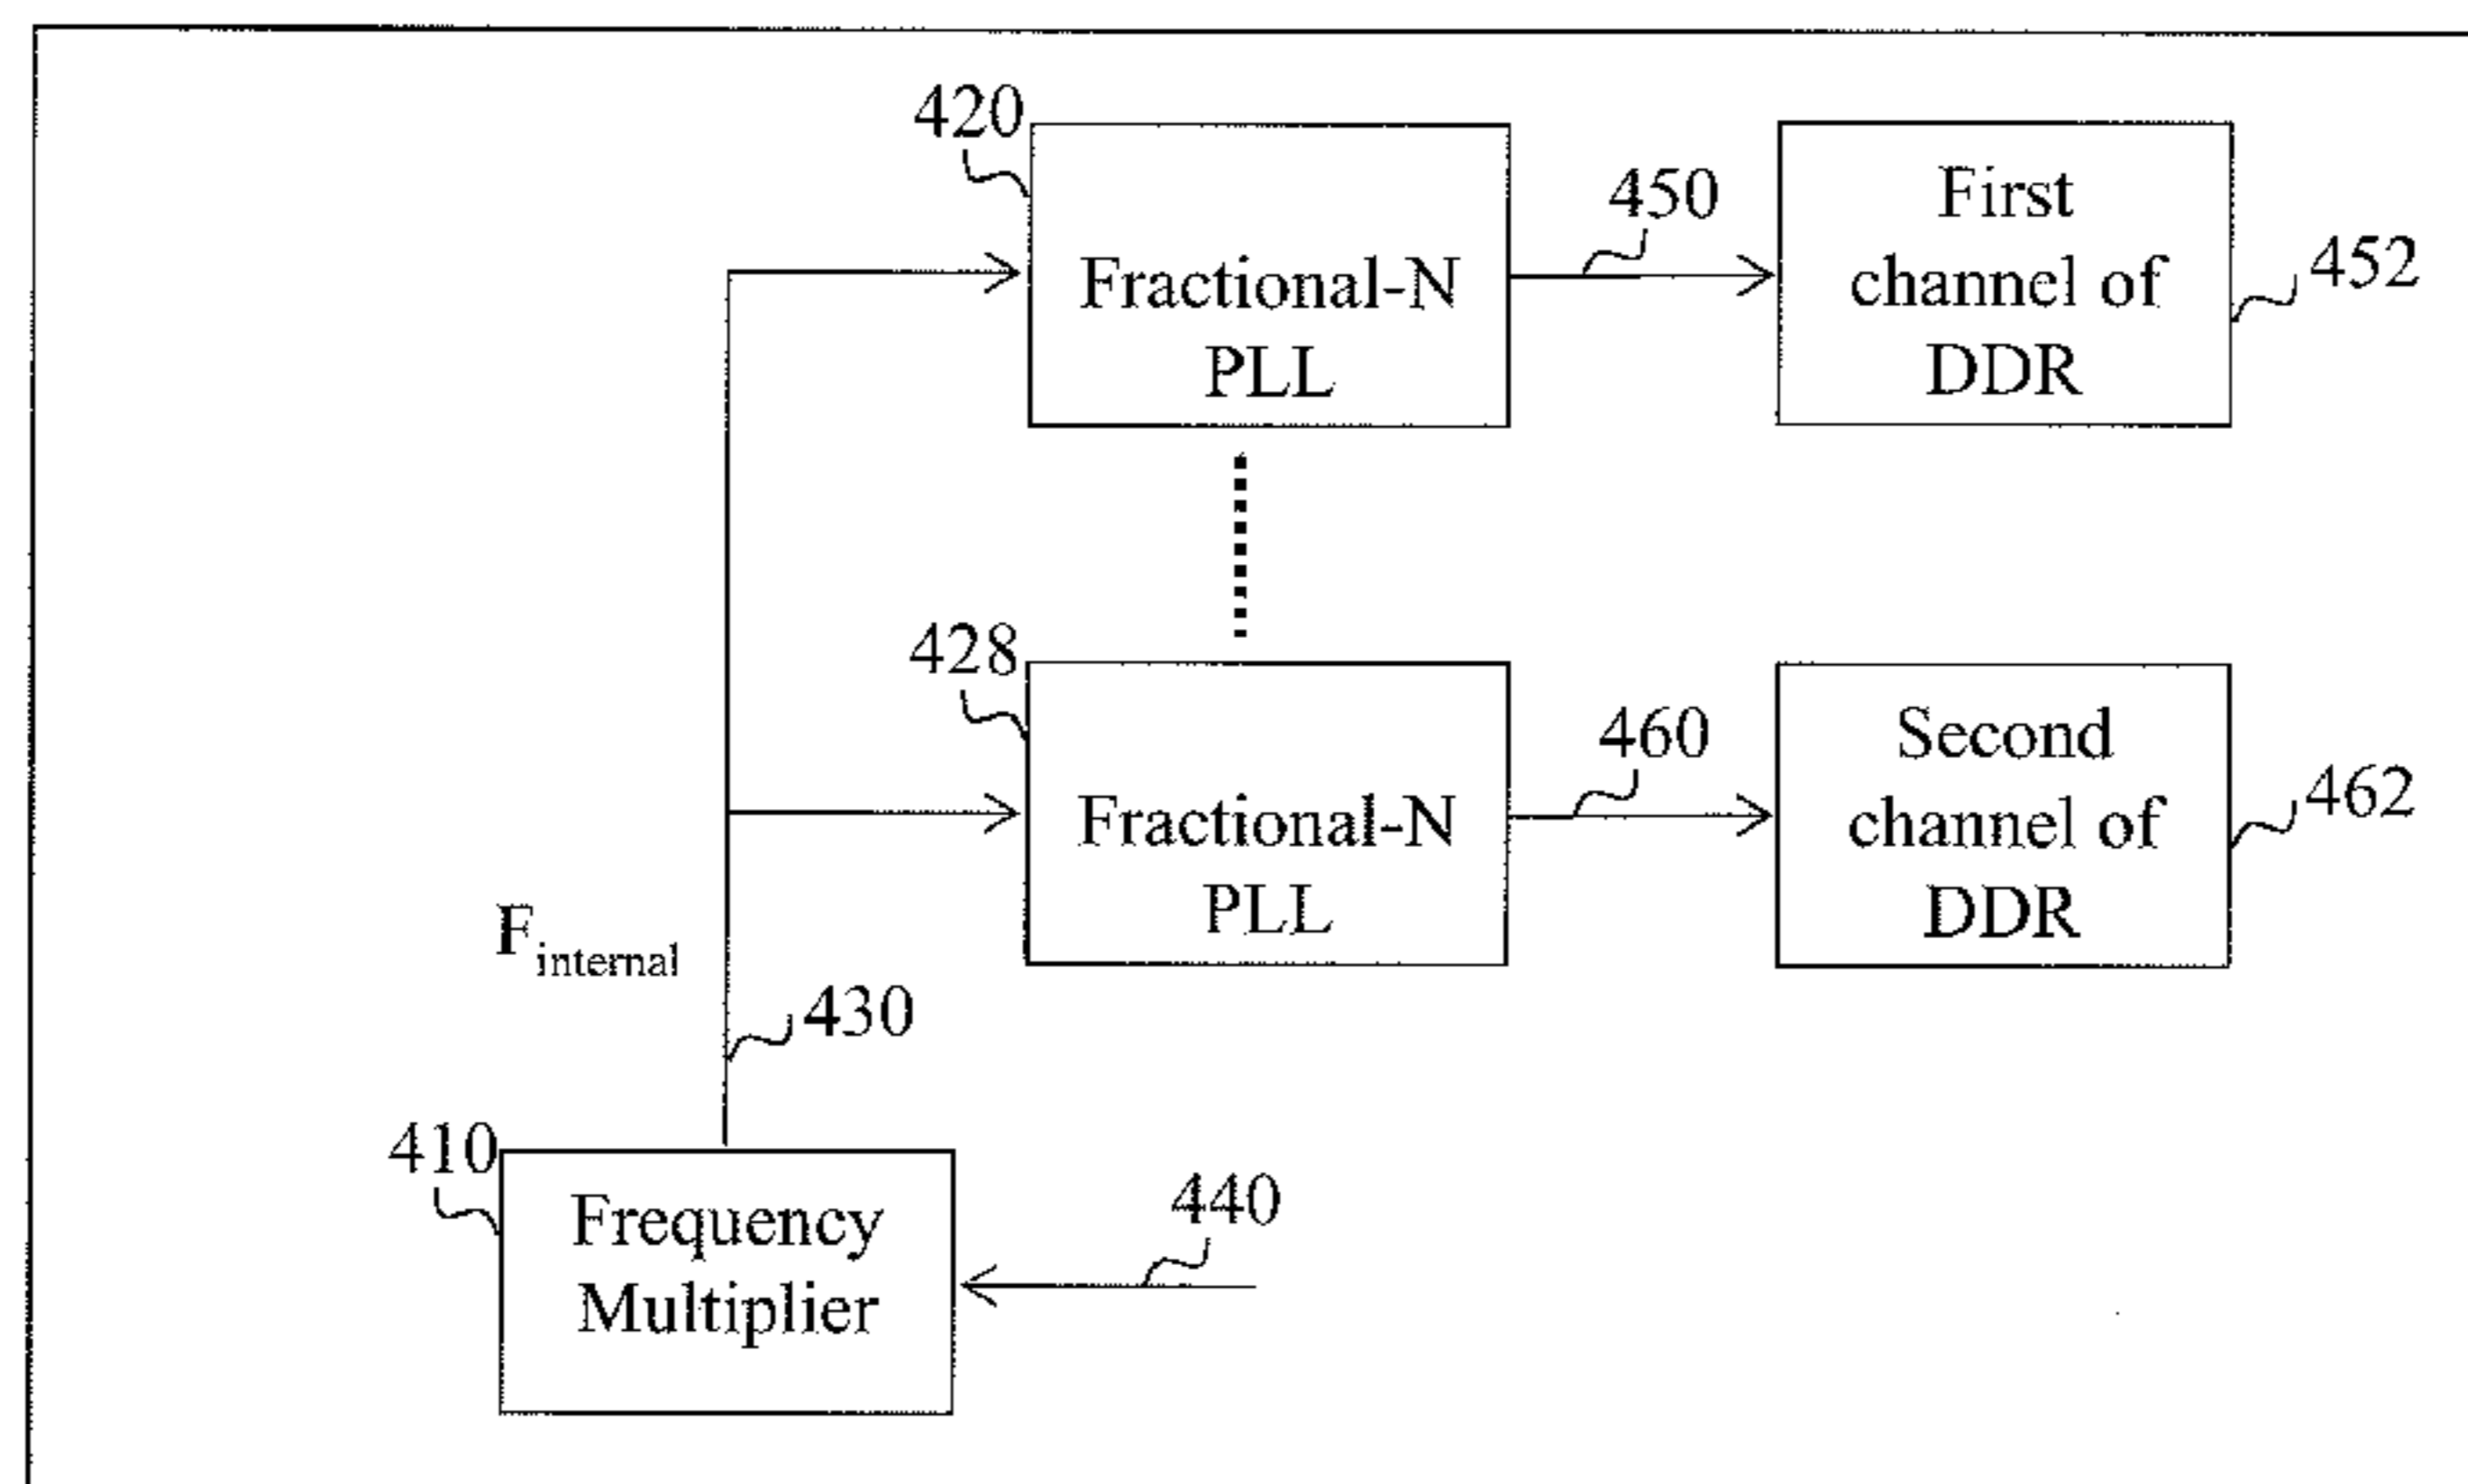 420
Fractional-N
PLL
450
First
channel of
DDR
452
428
Fractional-N
PLL
460
Second
channel of
DDR
462
Finternal
430
410
Frequency
Multiplier
440